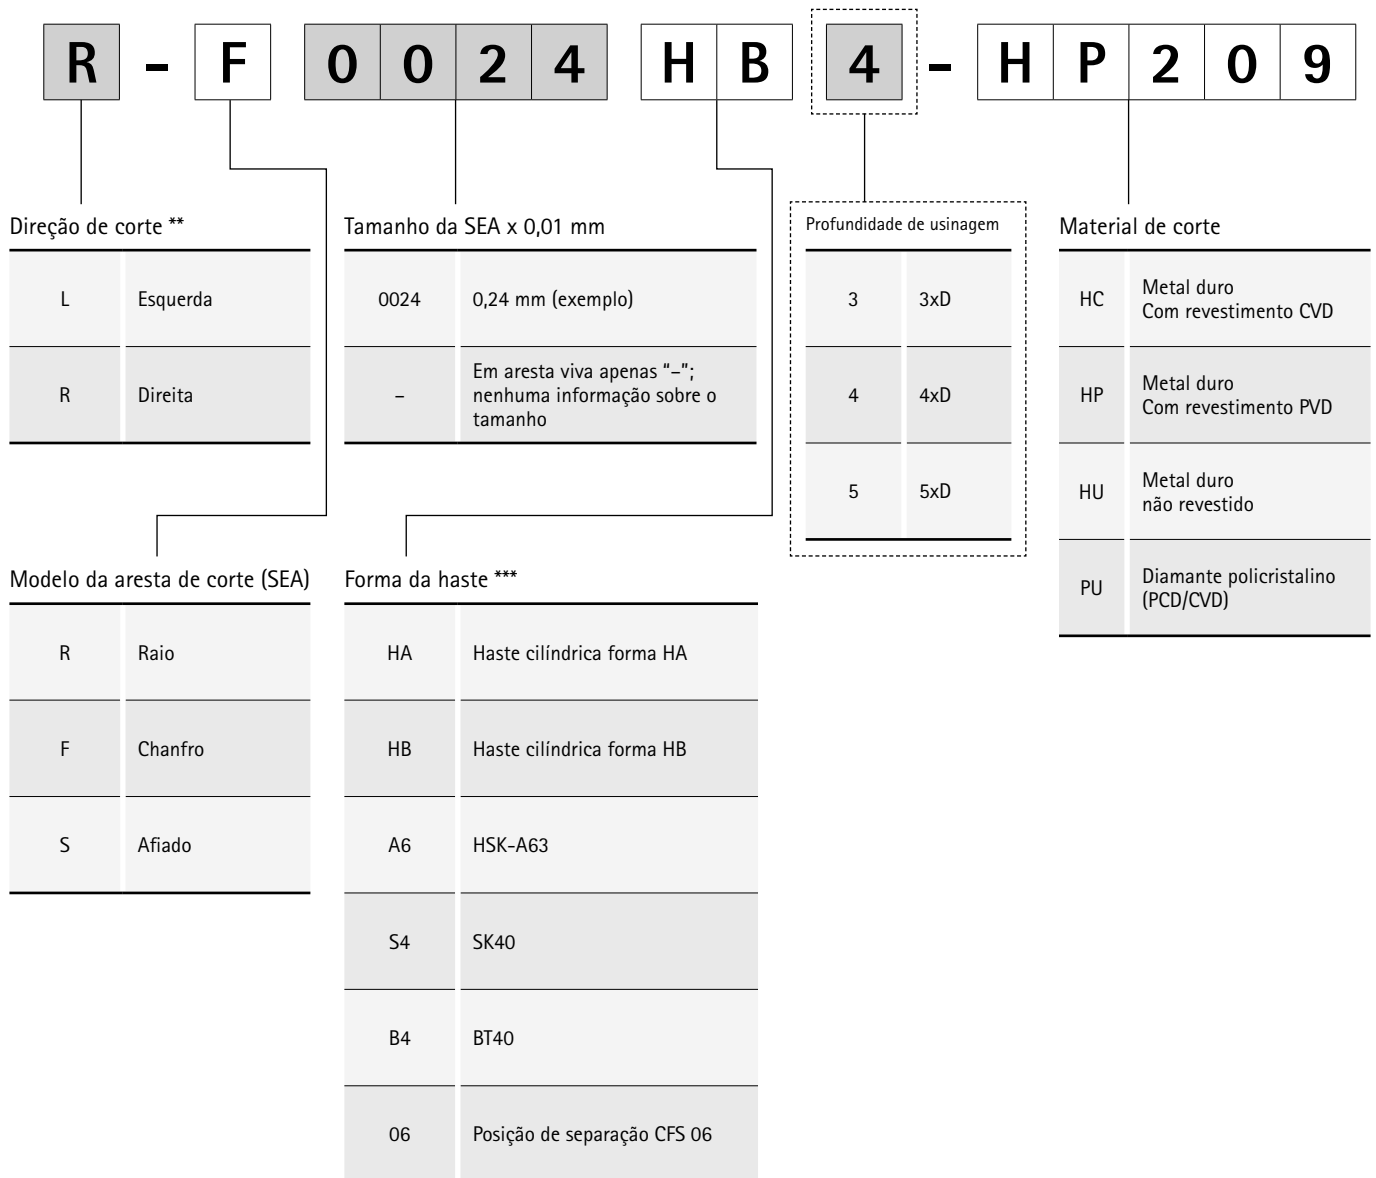 R - F 0 0 2 4 H B 4 - H P 2 0 9
Direção de corte **
L Esquerda
R Direita
Tamanho da SEA x 0,01 mm
0024 0,24 mm (exemplo)
– Em aresta viva apenas “–”;
nenhuma informação sobre o
tamanho
Profundidade de usinagem
3 3xD
4 4xD
5 5xD
Material de corte
HC Metal duro
Com revestimento CVD
HP Metal duro
Com revestimento PVD
HU Metal duro
não revestido
PU Diamante policristalino
(PCD/CVD)
Modelo da aresta de corte (SEA)
R Raio
F Chanfro
S Afiado
Forma da haste ***
HA Haste cilíndrica forma HA
HB Haste cilíndrica forma HB
A6 HSK-A63
S4 SK40
B4 BT40
06 Posição de separação CFS 06